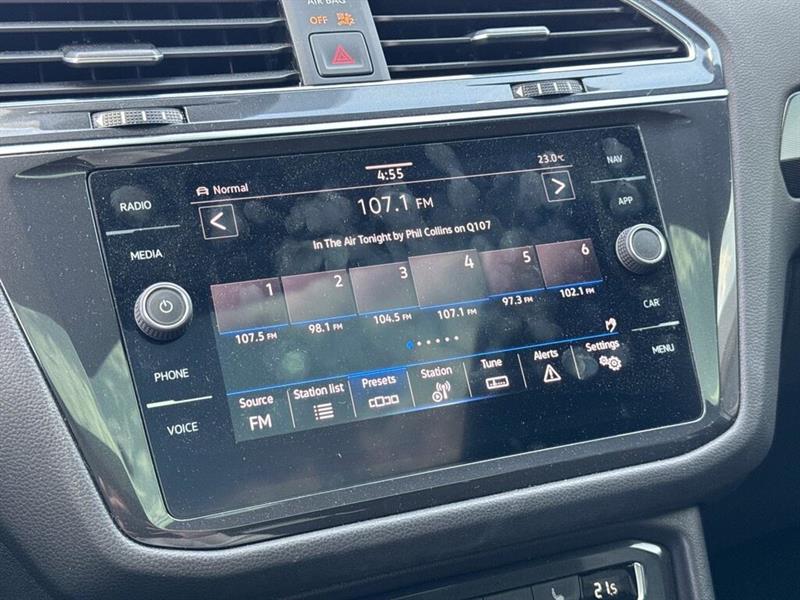 AIR BAG
OFF
4:55
23.0°C
Normal
107.1 FM
In The Air Tonight by Phil Collins on Q107
RADIO
MEDIA
PHONE
VOICE
NAV
APP
CAR
MENU
1 2 3 4 5 6
107.5 FM 98.1 FM 104.5 FM 107.1 FM 97.3 FM 102.1 FM
Source Station list Presets Station Tune Alerts Settings
FM